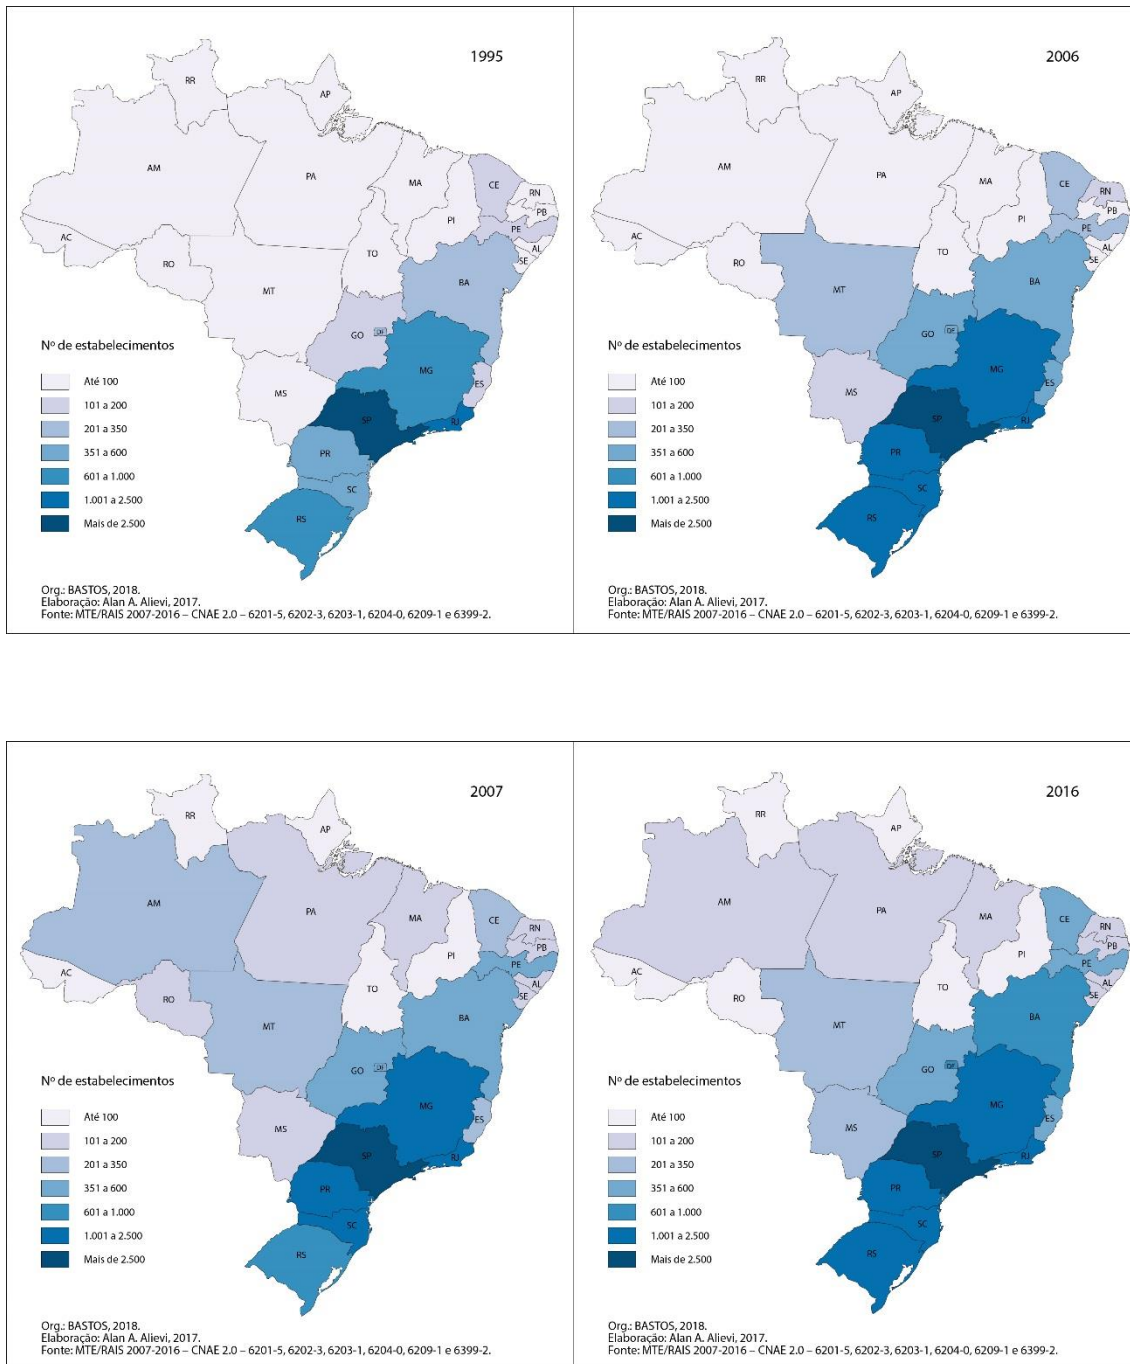 1995
RR
AP
AM
PA
MA
CE
RN
PB
PI
PE
AL
SE
AC
RO
TO
BA
MT
GO
DF
MG
ES
MS
SP
RJ
PR
SC
RS
Nº de estabelecimentos
Até 100
101 a 200
201 a 350
351 a 600
601 a 1.000
1.001 a 2.500
Mais de 2.500
Org.: BASTOS, 2018.
Elaboração: Alan A. Alievi, 2017.
Fonte: MTE/RAIS 2007-2016 – CNAE 2.0 – 6201-5, 6202-3, 6203-1, 6204-0, 6209-1 e 6399-2.
2006
RR
AP
AM
PA
MA
CE
RN
PB
PI
PE
AL
SE
AC
RO
TO
BA
MT
GO
DF
MG
ES
MS
SP
RJ
PR
SC
RS
Nº de estabelecimentos
Até 100
101 a 200
201 a 350
351 a 600
601 a 1.000
1.001 a 2.500
Mais de 2.500
Org.: BASTOS, 2018.
Elaboração: Alan A. Alievi, 2017.
Fonte: MTE/RAIS 2007-2016 – CNAE 2.0 – 6201-5, 6202-3, 6203-1, 6204-0, 6209-1 e 6399-2.
2007
RR
AP
AM
PA
MA
CE
RN
PB
PI
PE
AL
SE
AC
RO
TO
BA
MT
GO
DF
MG
ES
MS
SP
RJ
PR
SC
RS
Nº de estabelecimentos
Até 100
101 a 200
201 a 350
351 a 600
601 a 1.000
1.001 a 2.500
Mais de 2.500
Org.: BASTOS, 2018.
Elaboração: Alan A. Alievi, 2017.
Fonte: MTE/RAIS 2007-2016 – CNAE 2.0 – 6201-5, 6202-3, 6203-1, 6204-0, 6209-1 e 6399-2.
2016
RR
AP
AM
PA
MA
CE
RN
PB
PI
PE
AL
SE
AC
RO
TO
BA
MT
GO
DF
MG
ES
MS
SP
RJ
PR
SC
RS
Nº de estabelecimentos
Até 100
101 a 200
201 a 350
351 a 600
601 a 1.000
1.001 a 2.500
Mais de 2.500
Org.: BASTOS, 2018.
Elaboração: Alan A. Alievi, 2017.
Fonte: MTE/RAIS 2007-2016 – CNAE 2.0 – 6201-5, 6202-3, 6203-1, 6204-0, 6209-1 e 6399-2.